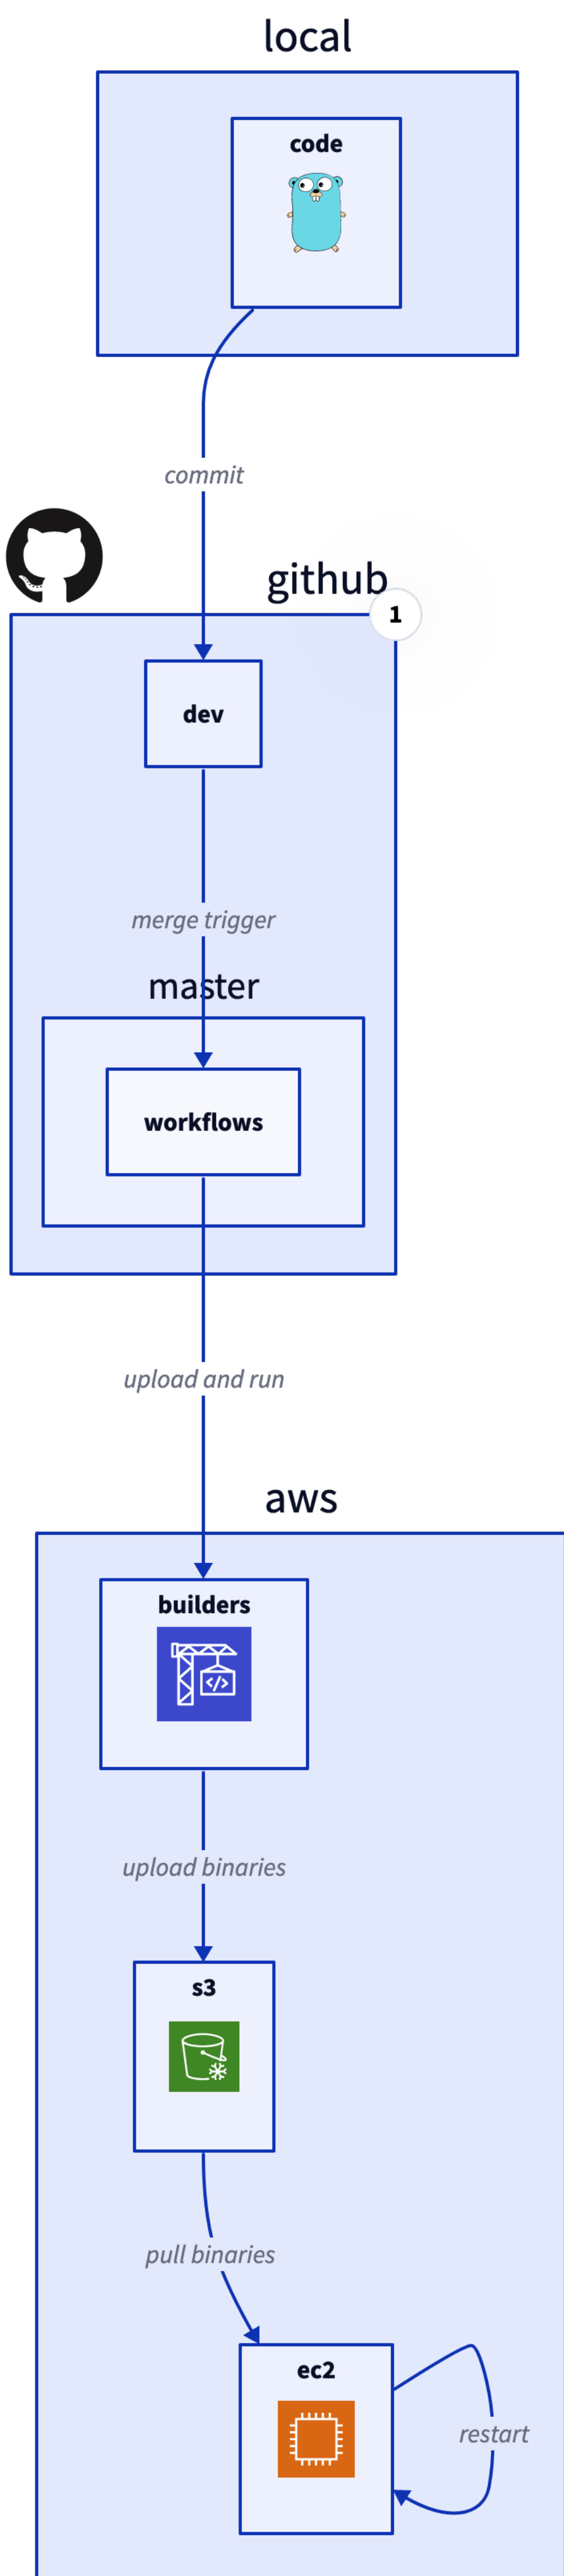 local
code
commit
github
1
dev
merge trigger
master
workflows
upload and run
aws
builders
</>
upload binaries
s3
pull binaries
ec2
restart